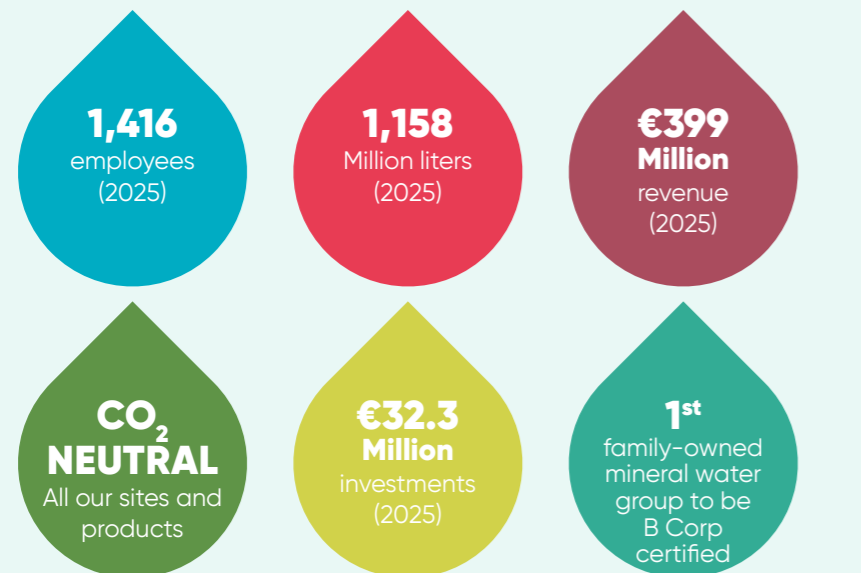 1,416
employees
(2025)
1,158
Million liters
(2025)
€399
Million
revenue
(2025)
CO₂
NEUTRAL
All our sites and
products
€32.3
Million
investments
(2025)
1st
family-owned
mineral water
group to be
B Corp
certified